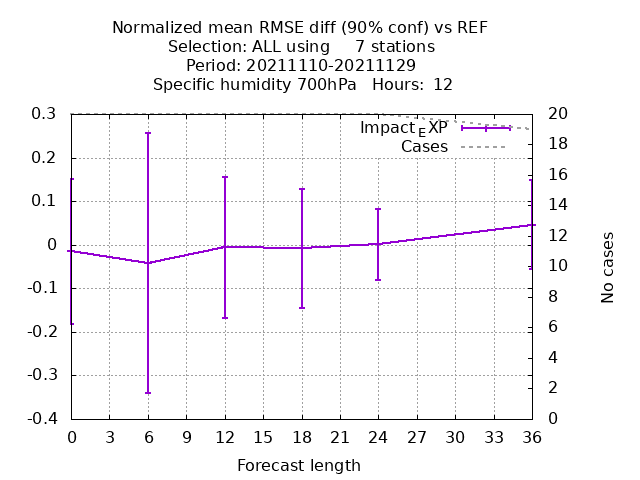 Normalized mean RMSE diff (90% conf) vs REF
Selection: ALL using     7 stations
Period: 20211110-20211129
Specific humidity 700hPa   Hours:  12
0.3
0.2
0.1
0
-0.1
-0.2
-0.3
-0.4
20
18
16
14
12
10
8
6
4
2
0
Impact_EXP
Cases
No cases
0 3 6 9 12 15 18 21 24 27 30 33 36
Forecast length